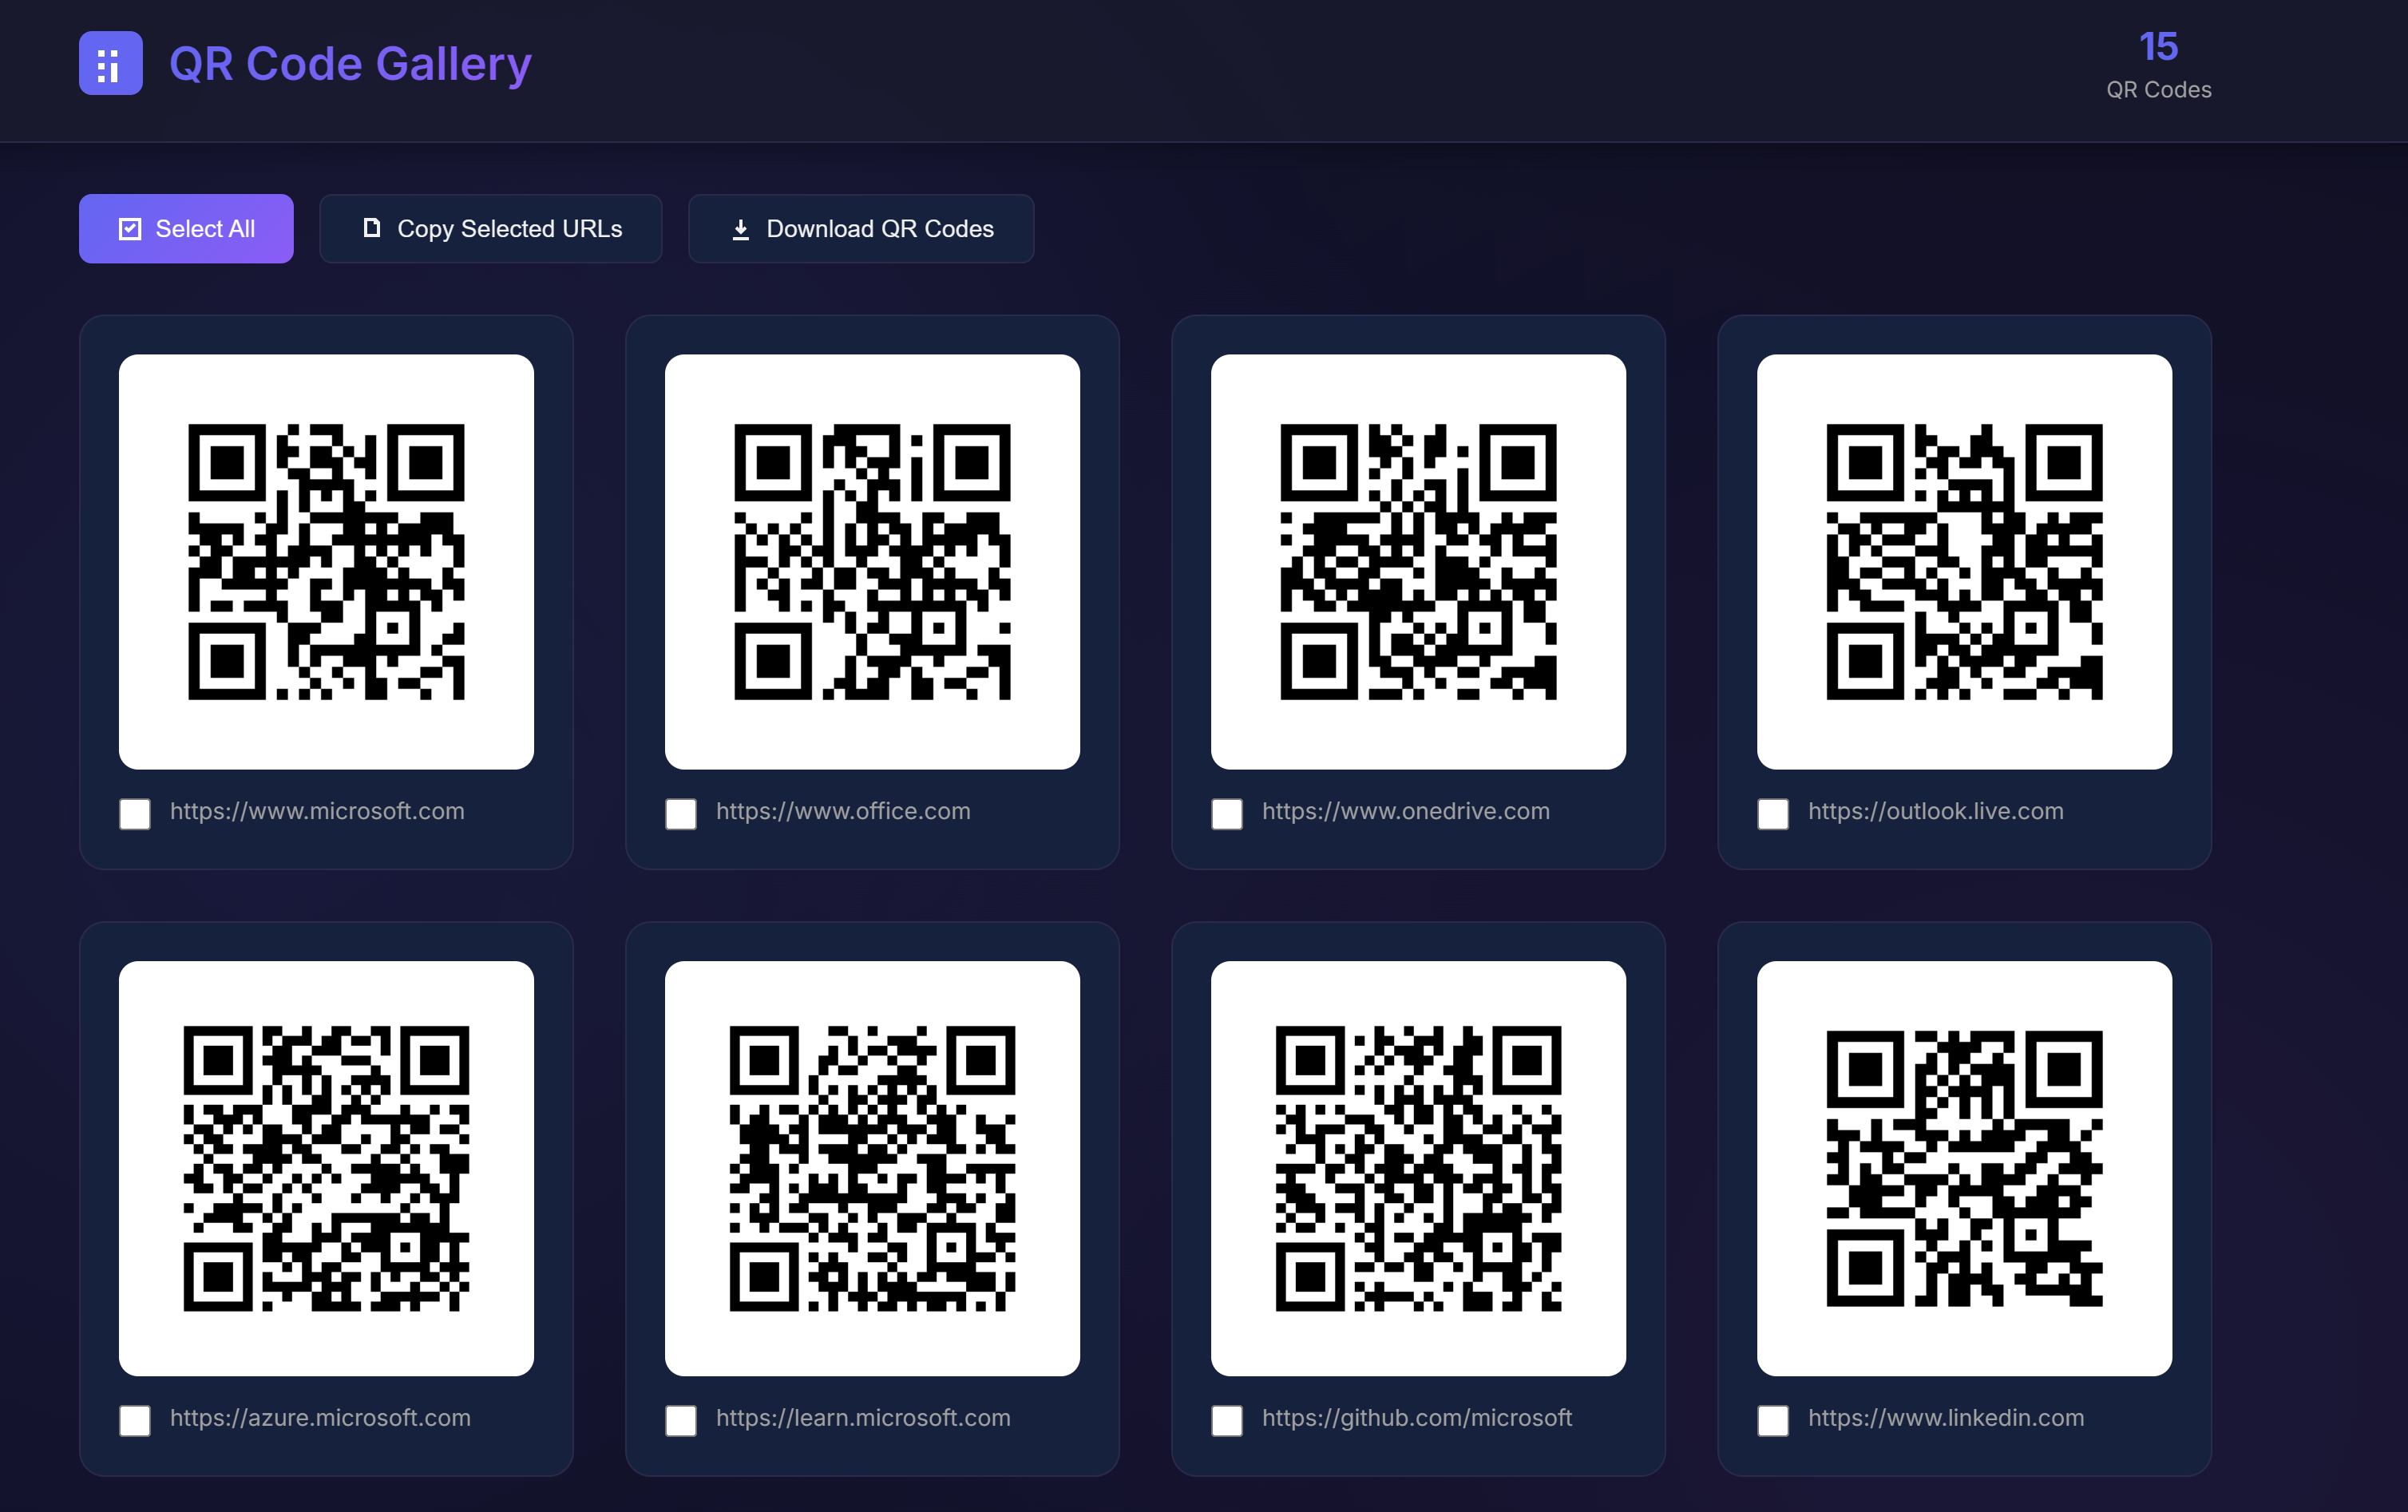 QR Code Gallery
15
QR Codes
Select All
Copy Selected URLs
Download QR Codes
https://www.microsoft.com
https://www.office.com
https://www.onedrive.com
https://outlook.live.com
https://azure.microsoft.com
https://learn.microsoft.com
https://github.com/microsoft
https://www.linkedin.com